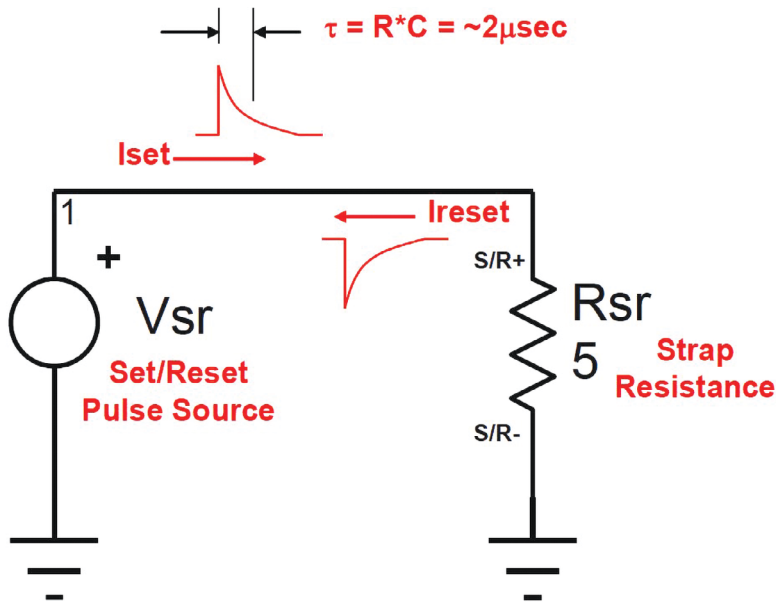 τ = R*C = ~2μsec
Iset
Ireset
1
+
S/R+
Vsr
Rsr
5
Set/Reset
Pulse Source
Strap
Resistance
S/R-